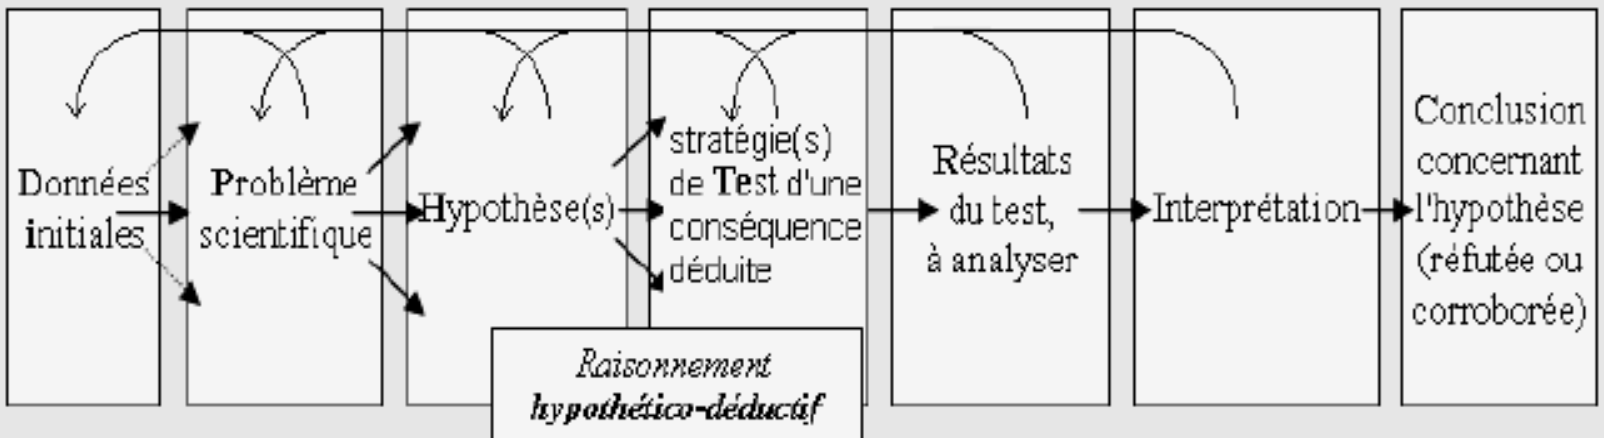 Données
initiales
Problème
scientifique
Hypothèse(s)
stratégie(s)
de Test d'une
conséquence
déduite
Résultats
du test,
à analyser
Interprétation
Conclusion
concernant
l'hypothèse
(réfutée ou
corroborée)
Raisonnement
hypothético-déductif